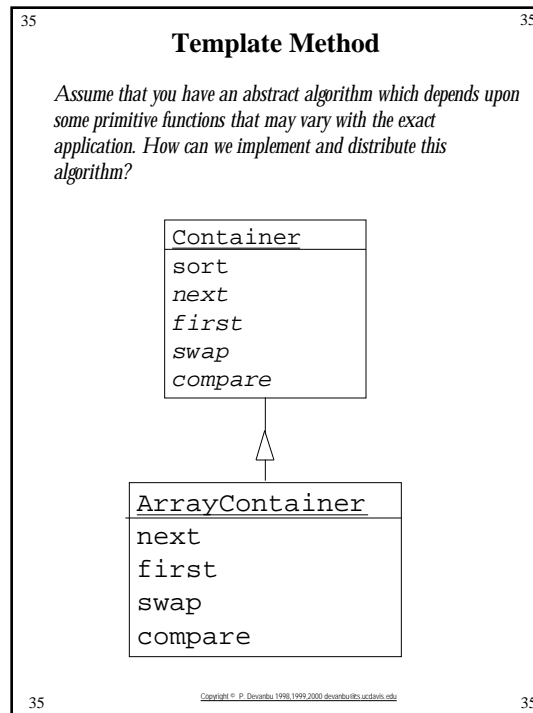 35
35
Template Method
Assume that you have an abstract algorithm which depends upon
some primitive functions that may vary with the exact
application. How can we implement and distribute this
algorithm?
Container
sort
next
first
swap
compare
ArrayContainer
next
first
swap
compare
35
Copyright © P. Devanbu 1998,1999,2000 devanbu@cs.ucdavis.edu
35